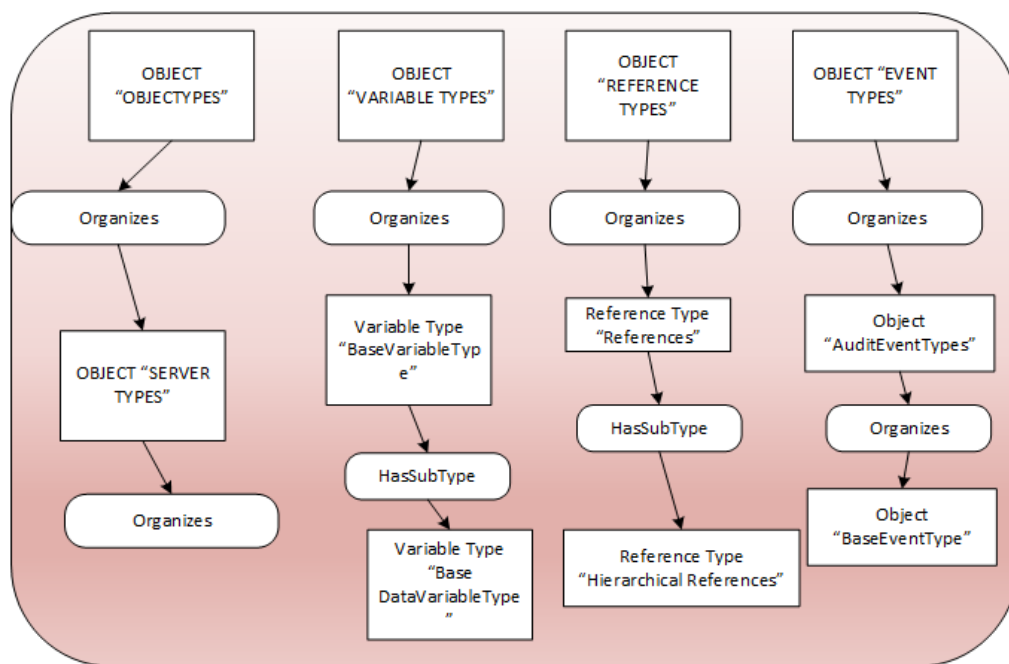 OBJECT
“OBJECTYPES”
Organizes
OBJECT “SERVER
TYPES”
Organizes
OBJECT
“VARIABLE TYPES”
Organizes
Variable Type
“BaseVariableTyp
e”
HasSubType
Variable Type
“Base
DataVariableType
”
OBJECT
“REFERENCE
TYPES”
Organizes
Reference Type
“References”
HasSubType
Reference Type
“Hierarchical References”
OBJECT “EVENT
TYPES”
Organizes
Object
“AuditEventTypes”
Organizes
Object
“BaseEventType”